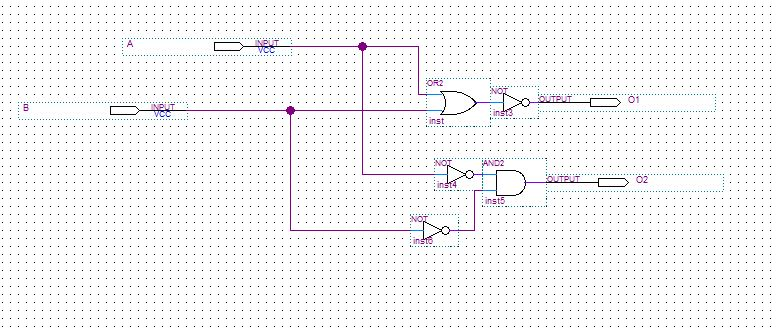 A
INPUT
VCC
OR2
NOT
OUTPUT
O1
B
INPUT
VCC
inst
inst3
NOT
AND2
OUTPUT
O2
inst4
inst5
NOT
inst6